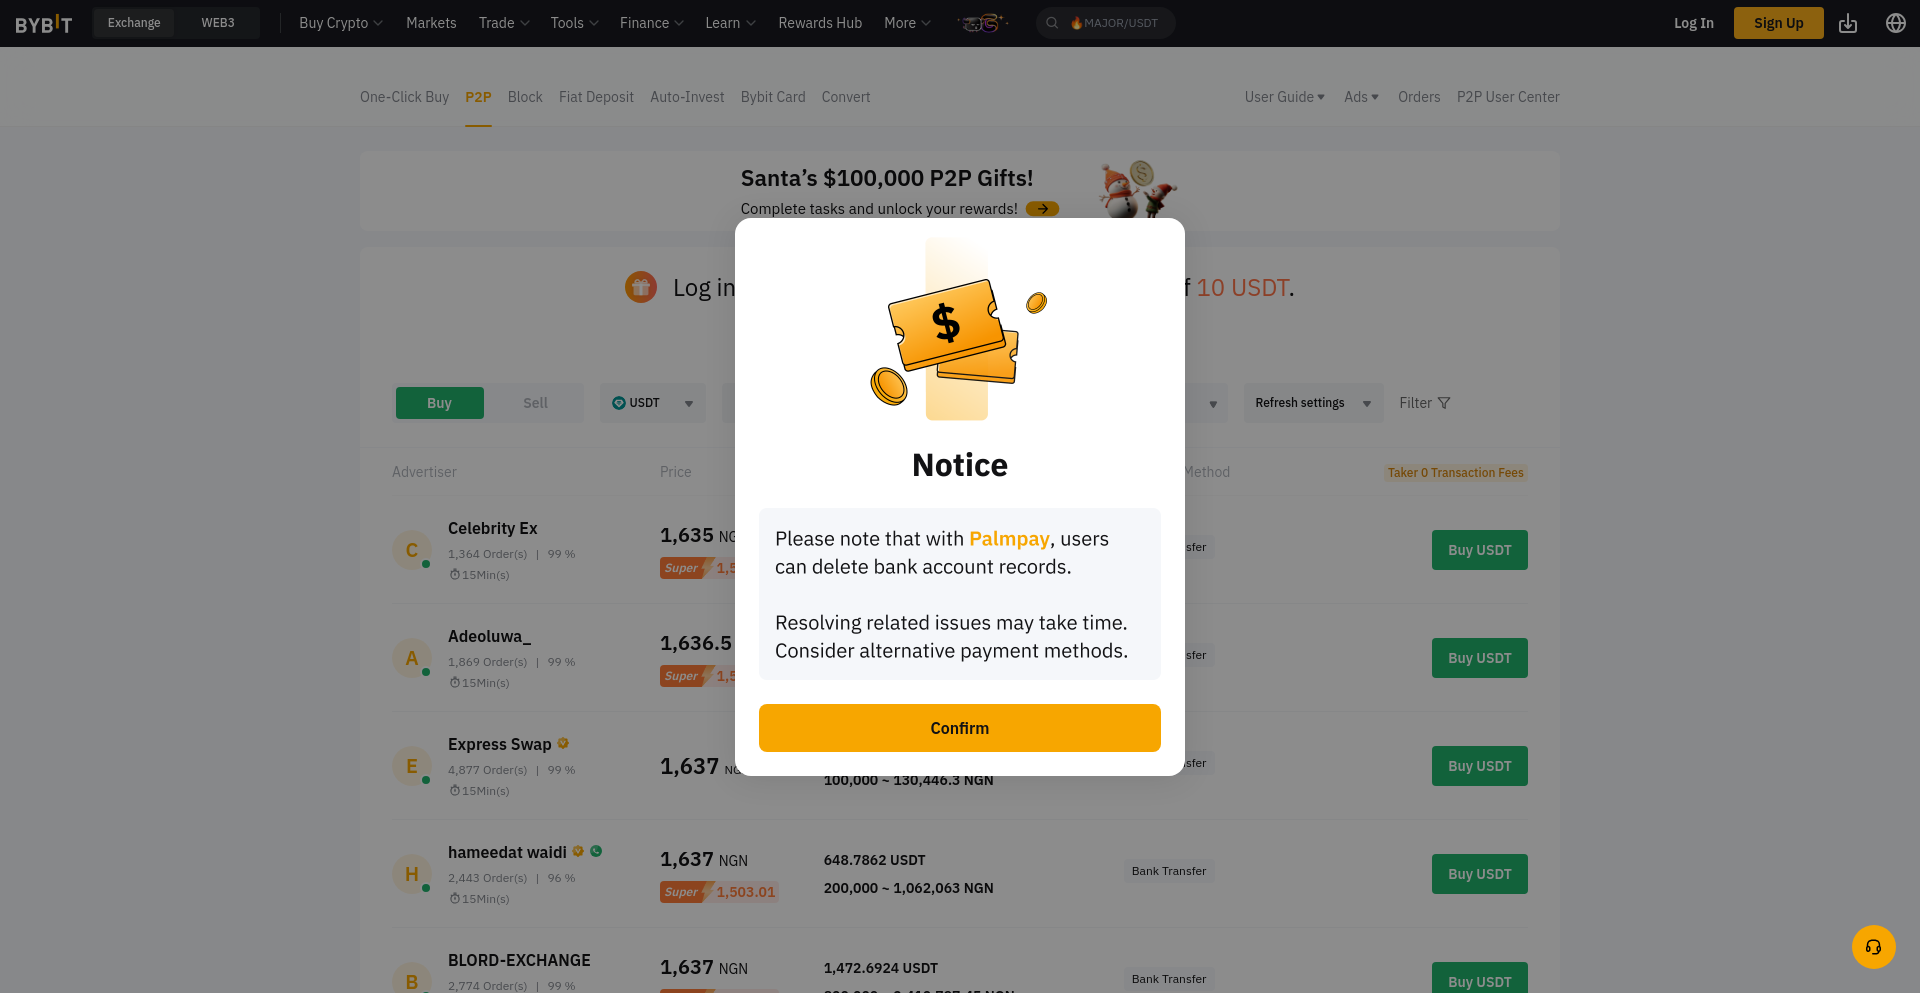 BYBIT Exchange WEB3 Buy Crypto Markets Trade Tools Finance Learn Rewards Hub More 🔥MAJOR/USDT Log In Sign Up
One-Click Buy P2P Block Fiat Deposit Auto-Invest Bybit Card Convert User Guide Ads Orders P2P User Center
Santa’s $100,000 P2P Gifts!
Complete tasks and unlock your rewards!
Log in
10 USDT.
$
Buy Sell USDT Refresh settings Filter
Advertiser Price Method Taker 0 Transaction Fees
Notice
Please note that with Palmpay, users
can delete bank account records.
Resolving related issues may take time.
Consider alternative payment methods.
Confirm
C Celebrity Ex
1,364 Order(s) | 99 %
15Min(s)
1,635
Super
Buy USDT
A Adeoluwa_
1,869 Order(s) | 99 %
15Min(s)
1,636.5
Super
Buy USDT
E Express Swap
4,877 Order(s) | 99 %
15Min(s)
1,637
100,000 ~ 130,446.3 NGN
Buy USDT
H hameedat waidi
2,443 Order(s) | 96 %
15Min(s)
1,637 NGN
Super 1,503.01
648.7862 USDT
200,000 ~ 1,062,063 NGN
Bank Transfer
Buy USDT
B BLORD-EXCHANGE
2,774 Order(s) | 99 %
1,637 NGN
1,472.6924 USDT
Bank Transfer
Buy USDT